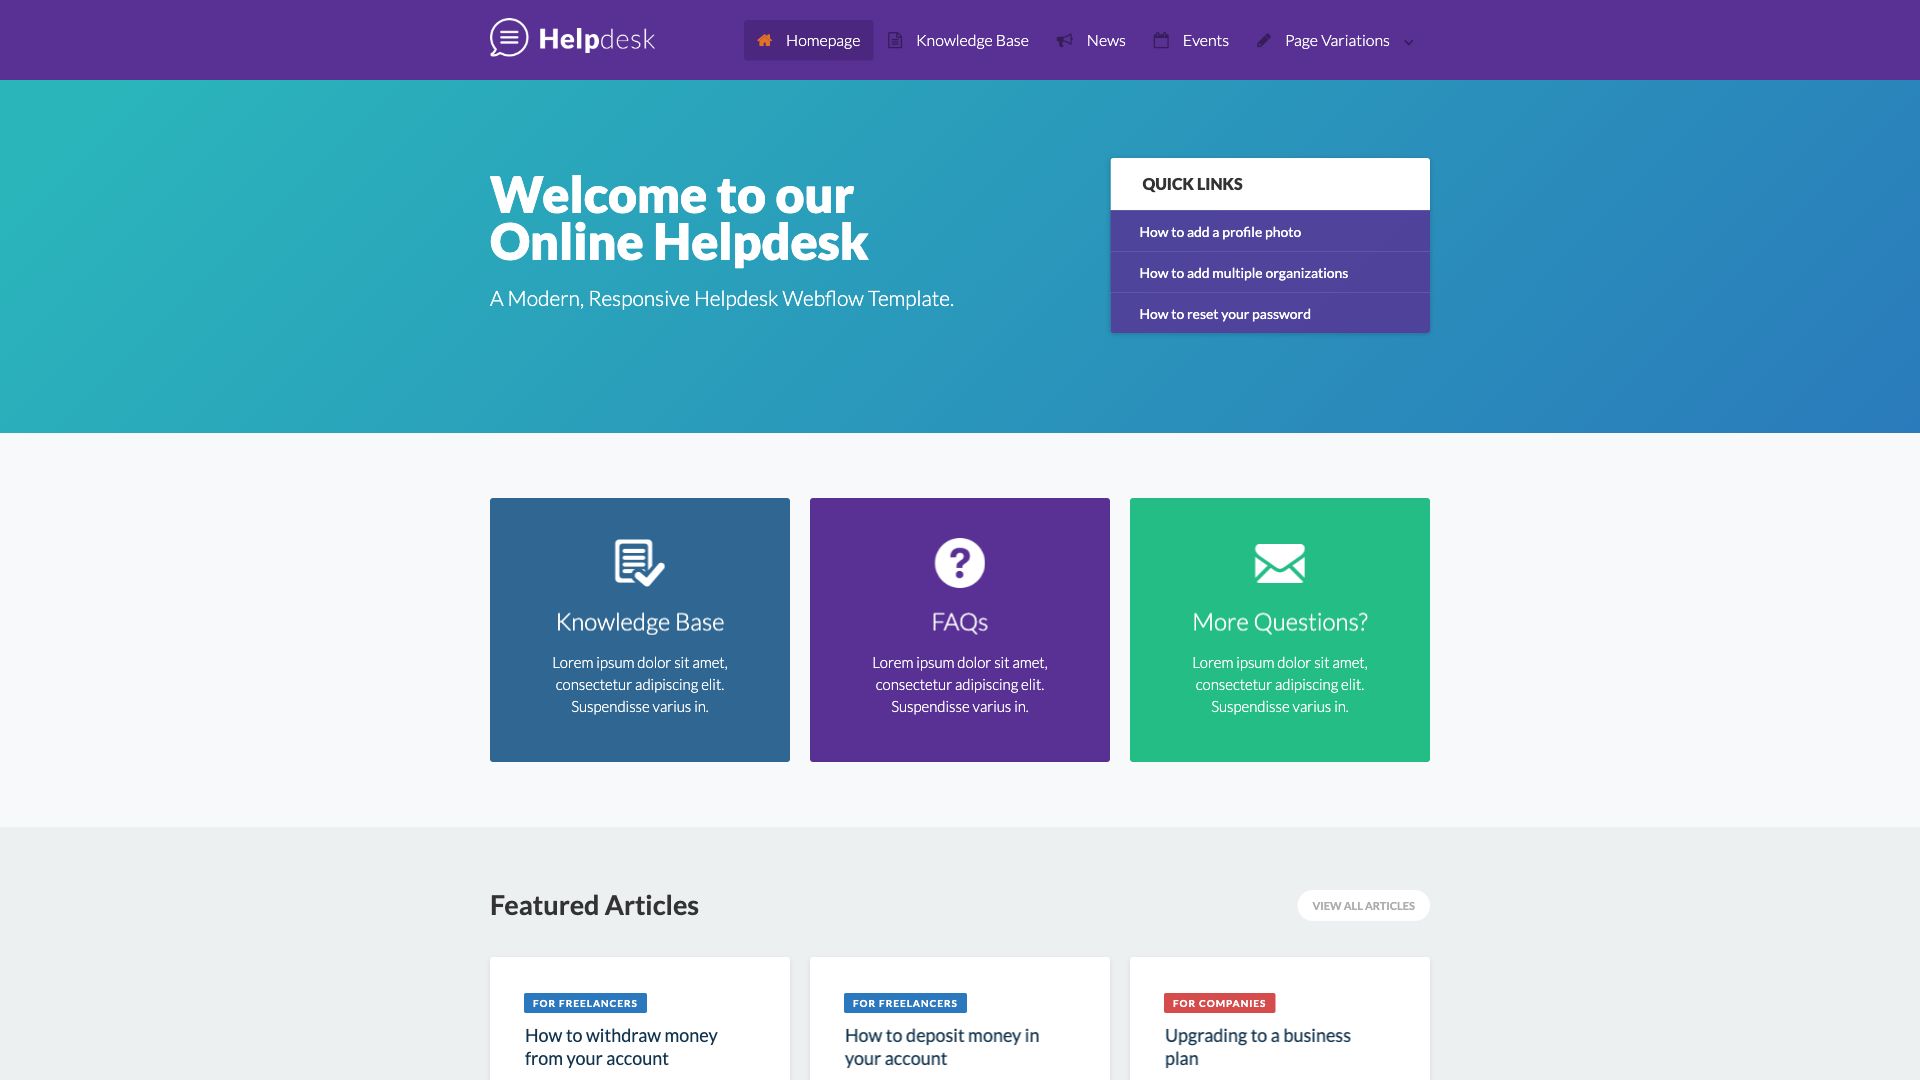 Helpdesk
Homepage
Knowledge Base
News
Events
Page Variations
Welcome to our
Online Helpdesk
A Modern, Responsive Helpdesk Webflow Template.
QUICK LINKS
How to add a profile photo
How to add multiple organizations
How to reset your password
Knowledge Base
Lorem ipsum dolor sit amet,
consectetur adipiscing elit.
Suspendisse varius in.
FAQs
Lorem ipsum dolor sit amet,
consectetur adipiscing elit.
Suspendisse varius in.
More Questions?
Lorem ipsum dolor sit amet,
consectetur adipiscing elit.
Suspendisse varius in.
Featured Articles
VIEW ALL ARTICLES
FOR FREELANCERS
How to withdraw money
from your account
FOR FREELANCERS
How to deposit money in
your account
FOR COMPANIES
Upgrading to a business
plan